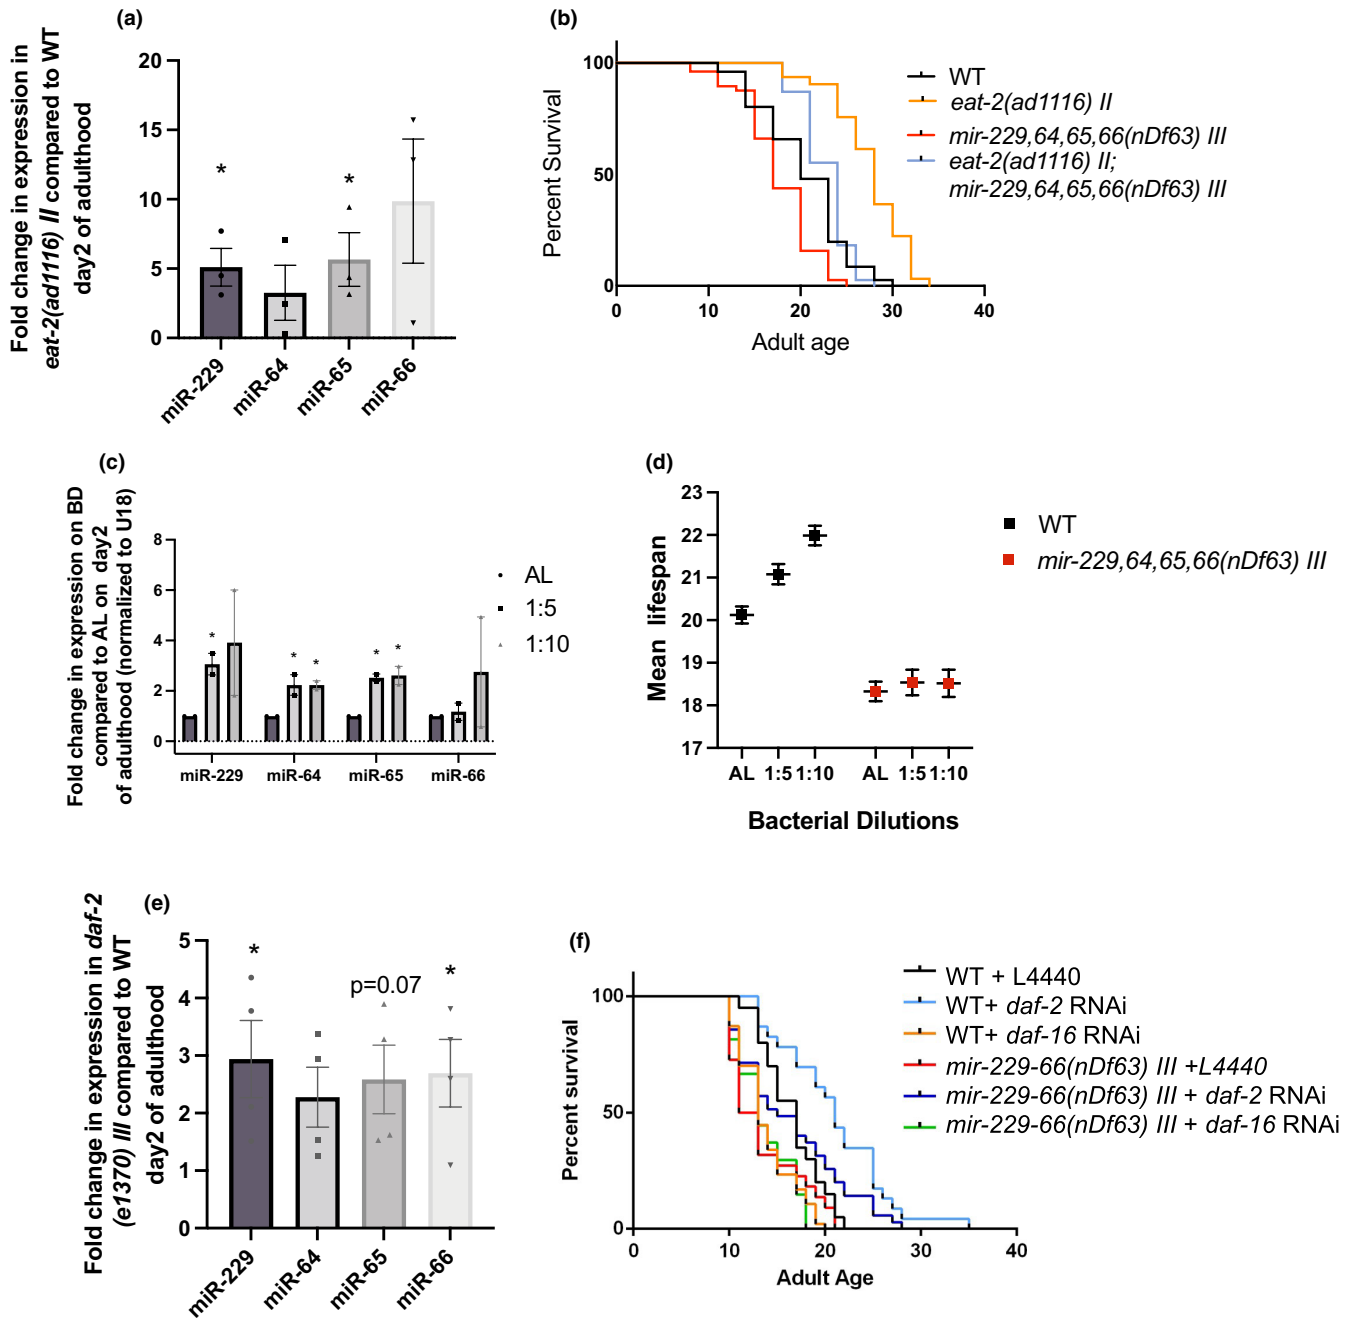 (a)
Fold change in expression in
eat-2(ad1116) II compared to WT
day2 of adulthood
20
15
10
5
0
*
*
miR-229
miR-64
miR-65
miR-66
(b)
Percent Survival
100
50
0
0
10
20
30
40
Adult age
WT
eat-2(ad1116) II
mir-229,64,65,66(nDf63) III
eat-2(ad1116) II;
mir-229,64,65,66(nDf63) III
(c)
Fold change in expression on BD
compared to AL on day2
of adulthood (normalized to U18)
8
6
4
2
0
*
*
*
*
*
miR-229
miR-64
miR-65
miR-66
AL
1:5
1:10
(d)
Mean lifespan
23
22
21
20
19
18
17
AL
1:5
1:10
AL
1:5
1:10
Bacterial Dilutions
WT
mir-229,64,65,66(nDf63) III
(e)
Fold change in expression in daf-2
(e1370) III compared to WT
day2 of adulthood
5
4
3
2
1
0
*
p=0.07
*
miR-229
miR-64
miR-65
miR-66
(f)
Percent survival
100
50
0
0
10
20
30
40
Adult Age
WT + L4440
WT+ daf-2 RNAi
WT+ daf-16 RNAi
mir-229-66(nDf63) III +L4440
mir-229-66(nDf63) III + daf-2 RNAi
mir-229-66(nDf63) III + daf-16 RNAi